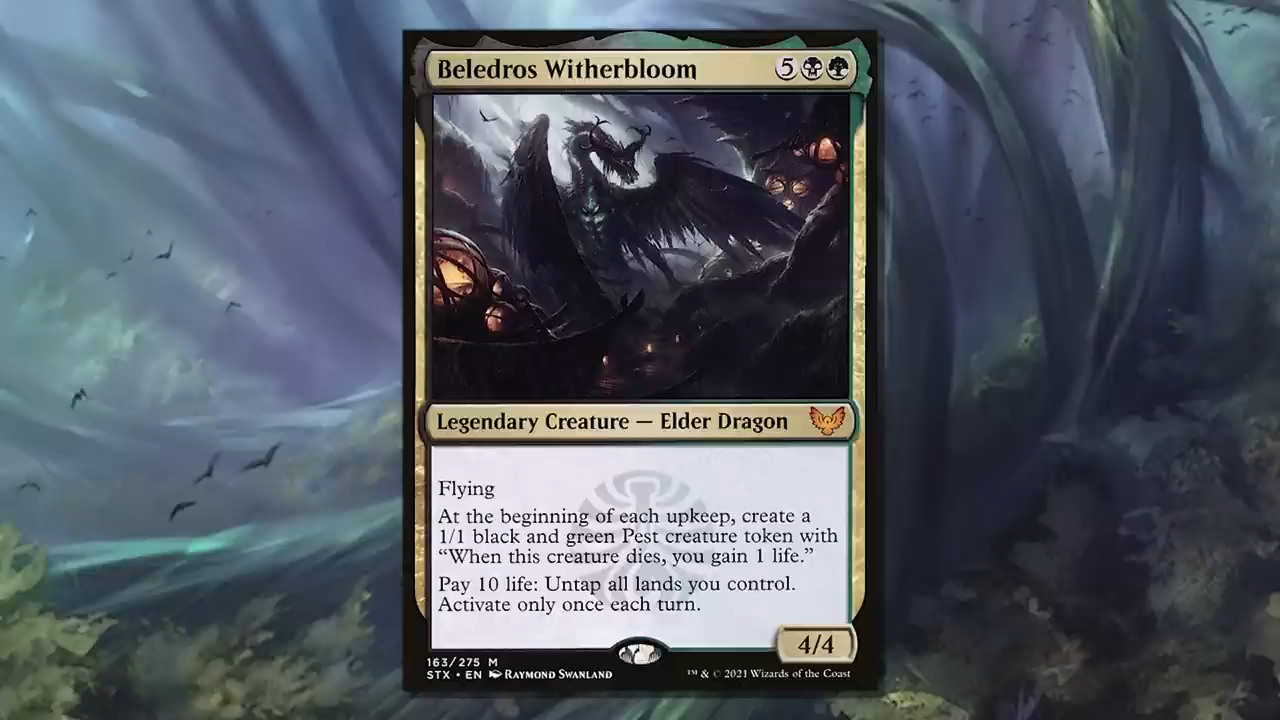 Beledros Witherbloom 5
Legendary Creature — Elder Dragon
Flying
At the beginning of each upkeep, create a
1/1 black and green Pest creature token with
“When this creature dies, you gain 1 life.”
Pay 10 life: Untap all lands you control.
Activate only once each turn.
4/4
163/275 M
STX • EN Raymond Swanland
™ & © 2021 Wizards of the Coast